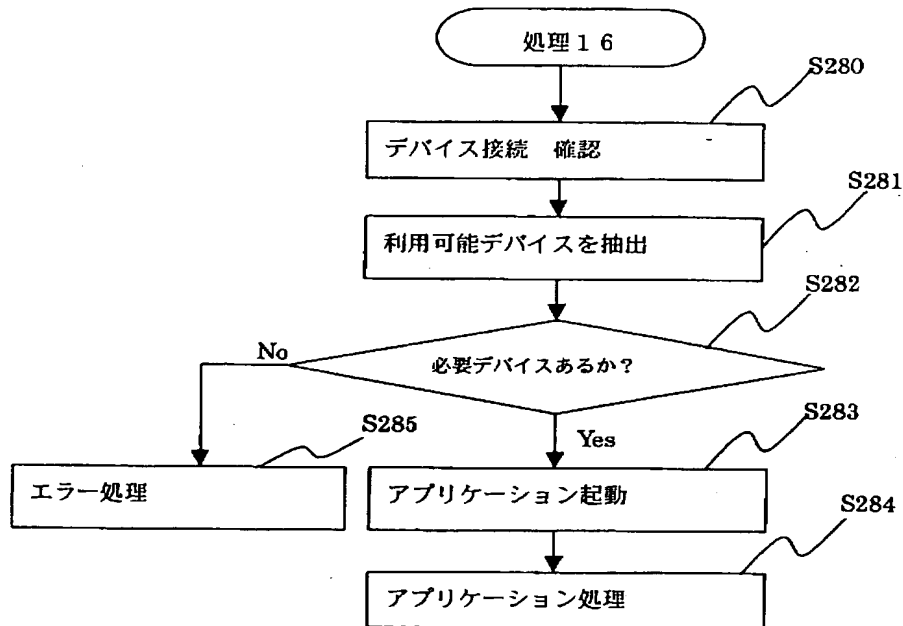 処理１６
S280
デバイス接続　確認
S281
利用可能デバイスを抽出
S282
必要デバイスあるか？
No
Yes
S283
S285
エラー処理
アプリケーション起動
S284
アプリケーション処理